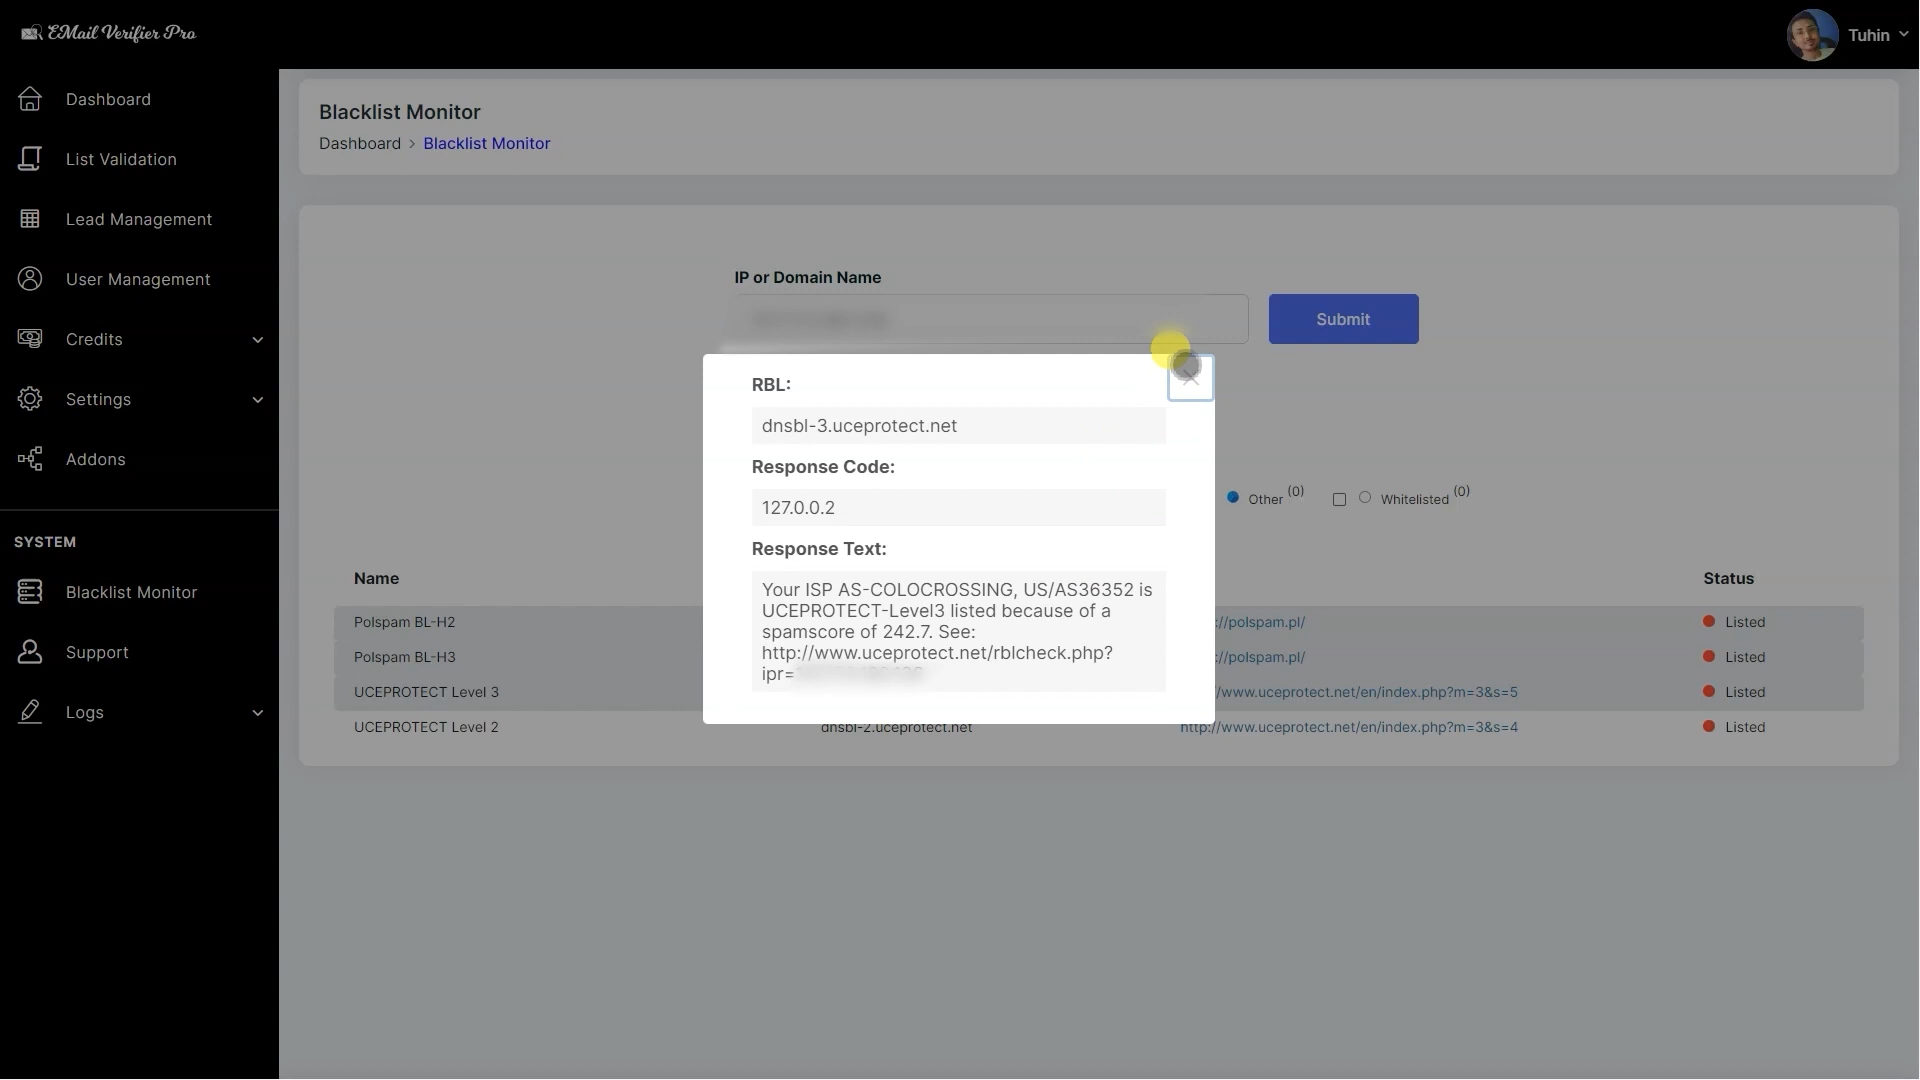 EMail Verifier Pro
Tuhin
Dashboard
List Validation
Lead Management
User Management
Credits
Settings
Addons
SYSTEM
Blacklist Monitor
Support
Logs
Blacklist Monitor
Dashboard > Blacklist Monitor
IP or Domain Name
Submit
RBL:
dnsbl-3.uceprotect.net
Response Code:
127.0.0.2
Response Text:
Your ISP AS-COLOCROSSING, US/AS36352 is
UCEPROTECT-Level3 listed because of a
spamscore of 242.7. See:
http://www.uceprotect.net/rblcheck.php?
ipr=
Other (0) Whitelisted (0)
Name Status
Polspam BL-H2 ://polspam.pl/ Listed
Polspam BL-H3 ://polspam.pl/ Listed
UCEPROTECT Level 3 /www.uceprotect.net/en/index.php?m=3&s=5 Listed
UCEPROTECT Level 2 dnsbl-2.uceprotect.net http://www.uceprotect.net/en/index.php?m=3&s=4 Listed